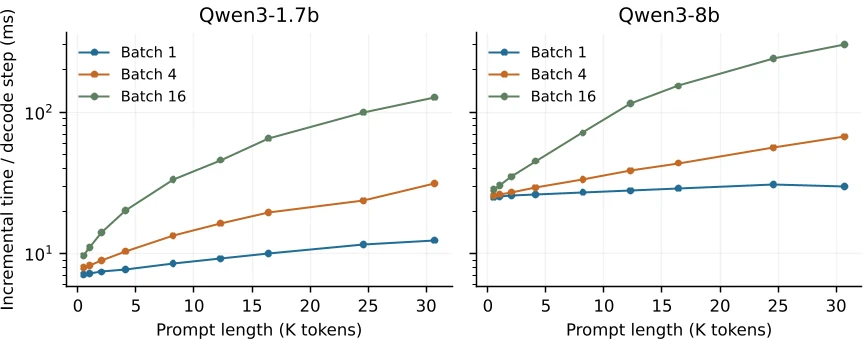 Qwen3-1.7b
Incremental time / decode step (ms)
Batch 1
Batch 4
Batch 16
10²
10¹
0 5 10 15 20 25 30
Prompt length (K tokens)
Qwen3-8b
Batch 1
Batch 4
Batch 16
10²
10¹
0 5 10 15 20 25 30
Prompt length (K tokens)